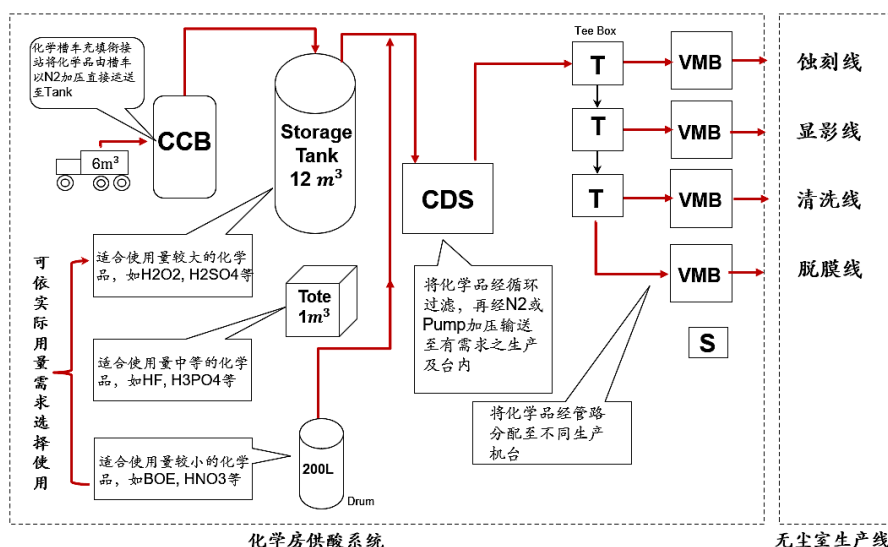 化学槽车充填衔接
站将化学品由槽车
以N2加压直接运送
至Tank
6m³
CCB
Storage
Tank
12 m³
CDS
Tee Box
T
T
T
VMB
VMB
VMB
VMB
S
蚀刻线
显影线
清洗线
脱膜线
可依实际用量需求选择使用
适合使用量较大的化学
品，如H2O2, H2SO4等
Tote
1m³
适合使用量中等的化学
品，如HF, H3PO4等
适合使用量较小的化学
品，如BOE, HNO3等
200L
Drum
将化学品经循环
过滤，再经N2或
Pump加压输送
至有需求之生产
及台内
将化学品经管路
分配至不同生产
机台
化学房供酸系统
无尘室生产线